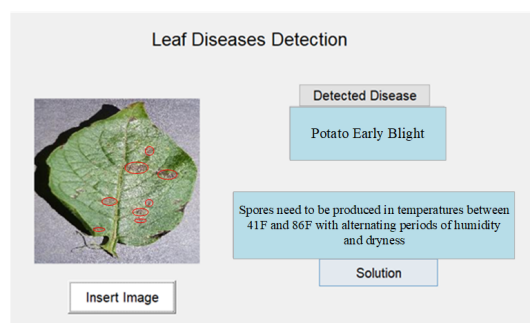 Leaf Diseases Detection
Detected Disease
Potato Early Blight
Spores need to be produced in temperatures between
41F and 86F with alternating periods of humidity
and dryness
Solution
Insert Image